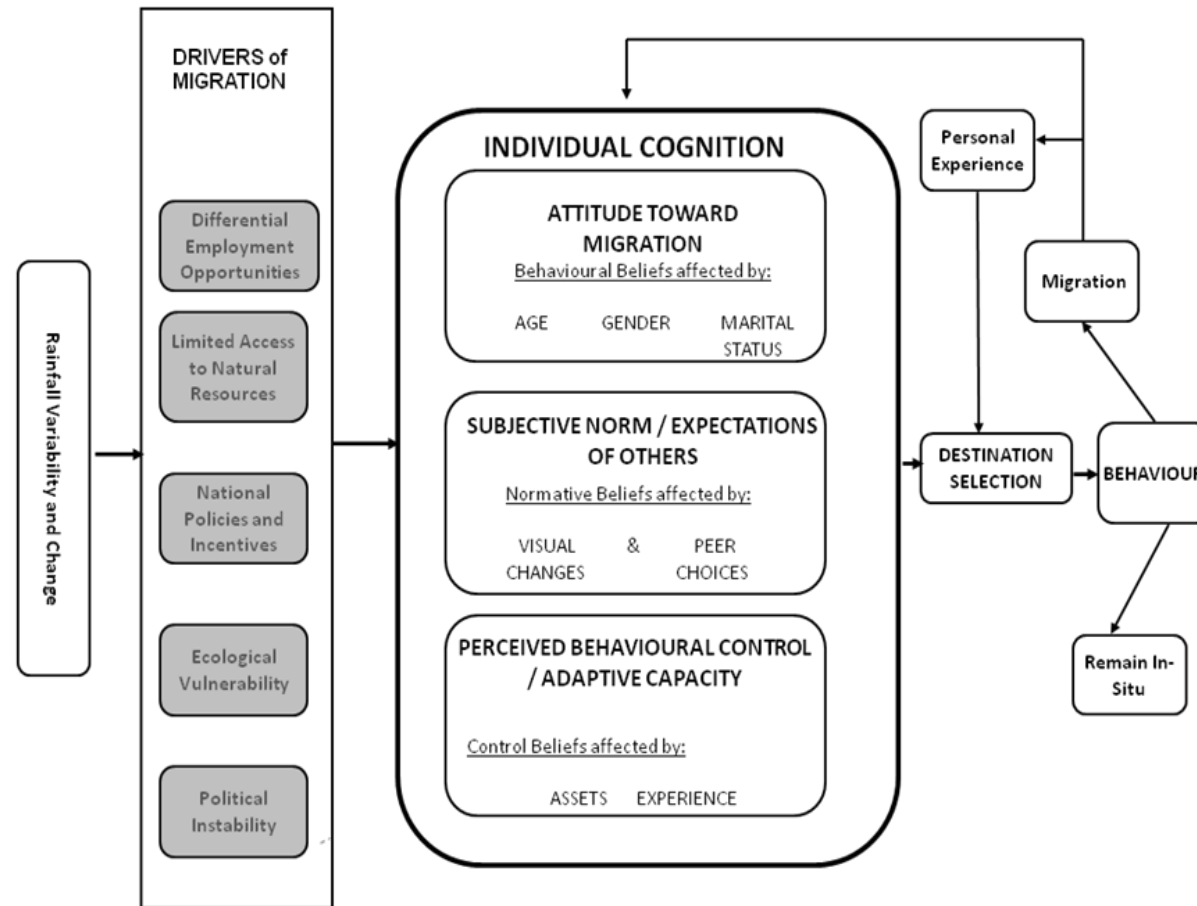 Rainfall Variability and Change
DRIVERS of
MIGRATION
Differential
Employment
Opportunities
Limited Access
to Natural
Resources
National
Policies and
Incentives
Ecological
Vulnerability
Political
Instability
INDIVIDUAL COGNITION
ATTITUDE TOWARD
MIGRATION
Behavioural Beliefs affected by:
AGE GENDER MARITAL
STATUS
SUBJECTIVE NORM / EXPECTATIONS
OF OTHERS
Normative Beliefs affected by:
VISUAL & PEER
CHANGES CHOICES
PERCEIVED BEHAVIOURAL CONTROL
/ ADAPTIVE CAPACITY
Control Beliefs affected by:
ASSETS EXPERIENCE
Personal
Experience
Migration
DESTINATION
SELECTION
BEHAVIOUR
Remain In-
Situ